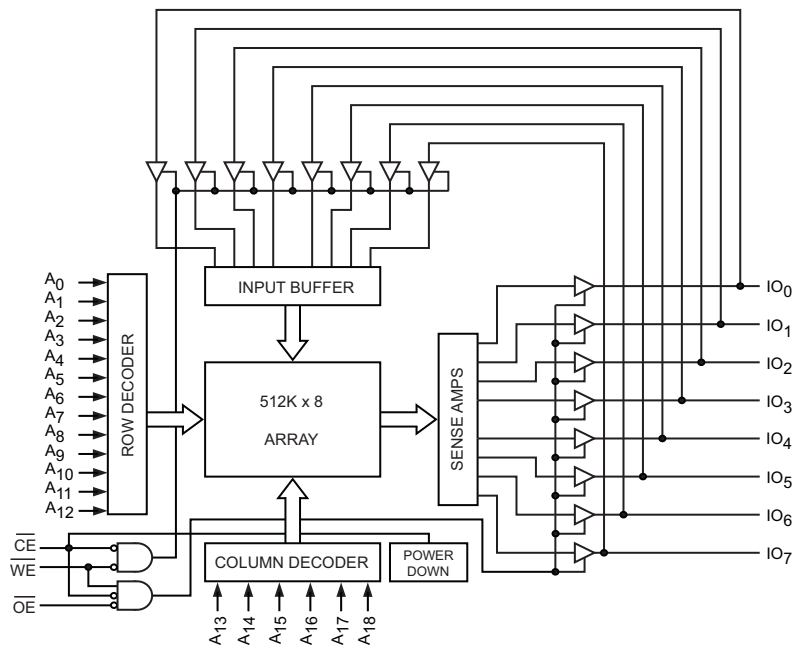 INPUT BUFFER
A0
A1
A2
A3
A4
A5
A6
A7
A8
A9
A10
A11
A12
ROW DECODER
512K x 8
ARRAY
SENSE AMPS
IO0
IO1
IO2
IO3
IO4
IO5
IO6
IO7
CE
WE
OE
COLUMN DECODER
POWER
DOWN
A13
A14
A15
A16
A17
A18